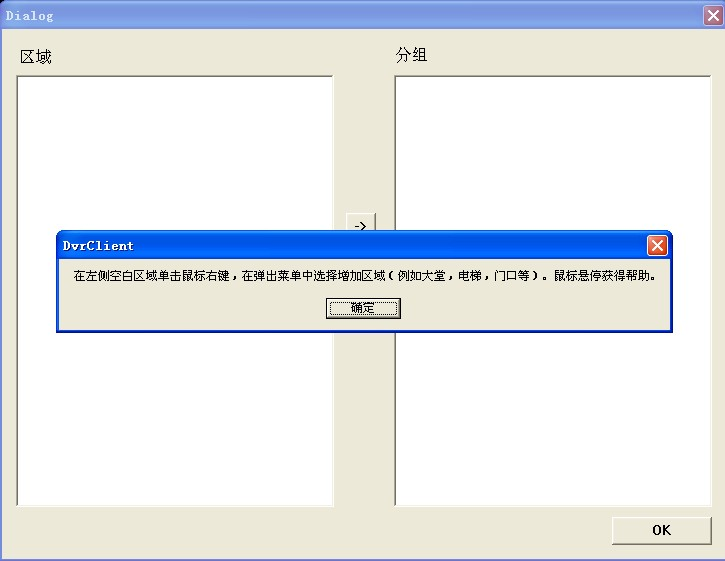 Dialog
区域
分组
->
DvrClient
在左侧空白区域单击鼠标右键，在弹出菜单中选择增加区域(例如大堂，电梯，门口等)。鼠标悬停获得帮助。
确定
OK